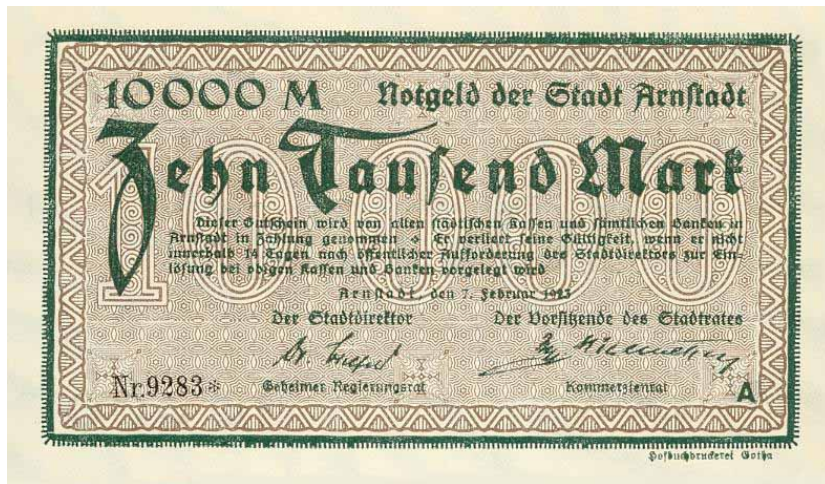 10000 M Notgeld der Stadt Arnstadt
Zehn Tausend Mark
10000
Dieser Gutschein wird von allen städtischen Kassen und sämtlichen Banken in
Arnstadt in Zahlung genommen + Er verliert seine Gültigkeit, wenn er nicht
innerhalb 14 Tagen nach öffentlicher Aufforderung des Stadtdirektors zur Ein-
lösung bei obigen Kassen und Banken vorgelegt wird
Arnstadt, den 7. Februar 1923
Der Stadtdirektor Der Vorsitzende des Stadtrates
Nr.9283* Geheimer Regierungsrat Kommerzienrat A
Hofbuchdruckerei Gotha